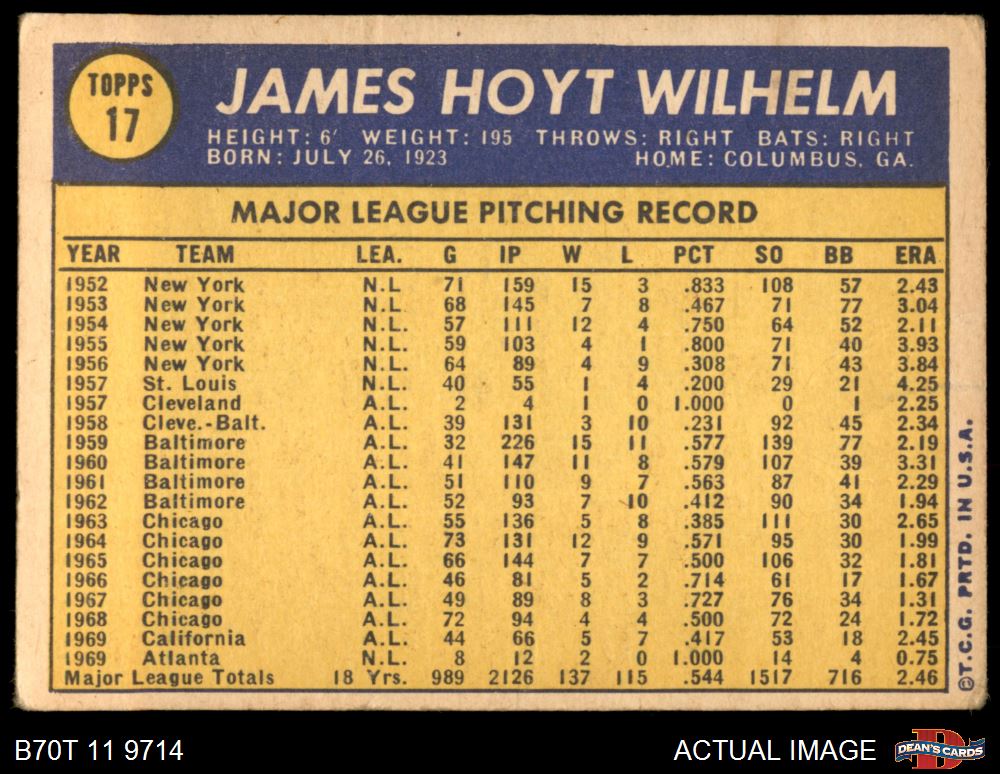 TOPPS
17
JAMES HOYT WILHELM
HEIGHT: 6' WEIGHT: 195 THROWS: RIGHT BATS: RIGHT
BORN: JULY 26, 1923 HOME: COLUMBUS, GA.
MAJOR LEAGUE PITCHING RECORD
YEAR TEAM LEA. G IP W L PCT SO BB ERA
1952 New York N.L. 71 159 15 3 .833 108 57 2.43
1953 New York N.L. 68 145 7 8 .467 71 77 3.04
1954 New York N.L. 57 111 12 4 .750 64 52 2.11
1955 New York N.L. 59 103 4 1 .800 71 40 3.93
1956 New York N.L. 64 89 4 9 .308 71 43 3.84
1957 St. Louis N.L. 40 55 1 4 .200 29 21 4.25
1957 Cleveland A.L. 2 4 1 0 1.000 0 1 2.25
1958 Cleve.-Balt. A.L. 39 131 3 10 .231 92 45 2.34
1959 Baltimore A.L. 32 226 15 11 .577 139 77 2.19
1960 Baltimore A.L. 41 147 11 8 .579 107 39 3.31
1961 Baltimore A.L. 51 110 9 7 .563 87 41 2.29
1962 Baltimore A.L. 52 93 7 10 .412 90 34 1.94
1963 Chicago A.L. 55 136 5 8 .385 111 30 2.65
1964 Chicago A.L. 73 131 12 9 .571 95 30 1.99
1965 Chicago A.L. 66 144 7 7 .500 106 32 1.81
1966 Chicago A.L. 46 81 5 2 .714 61 17 1.67
1967 Chicago A.L. 49 89 8 3 .727 76 34 1.31
1968 Chicago A.L. 72 94 4 4 .500 72 24 1.72
1969 California A.L. 44 66 5 7 .417 53 18 2.45
1969 Atlanta N.L. 8 12 2 0 1.000 14 4 0.75
Major League Totals 18 Yrs. 989 2126 137 115 .544 1517 716 2.46
©T.C.G. PRTD. IN U.S.A.
B70T 11 9714 ACTUAL IMAGE
DEAN'S CARDS